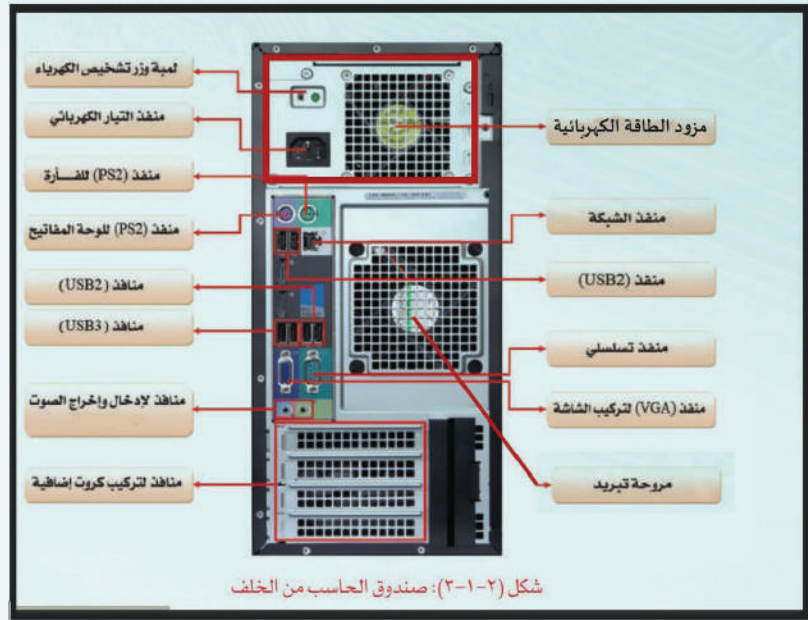 لمبة وزر تشخيص الكهرباء
منفذ التيار الكهربائي
منفذ (PS2) للفـأرة
منفذ (PS2) للوحة المفاتيح
منافذ (USB2)
منافذ (USB3)
منافذ لإدخال وإخراج الصوت
منافذ لتركيب كروت إضافية
مزود الطاقة الكهربائية
منفذ الشبكة
منفذ (USB2)
منفذ تسلسلي
منفذ (VGA) لتركيب الشاشة
مروحة تبريد
شكل (٢-١-٣): صندوق الحاسب من الخلف